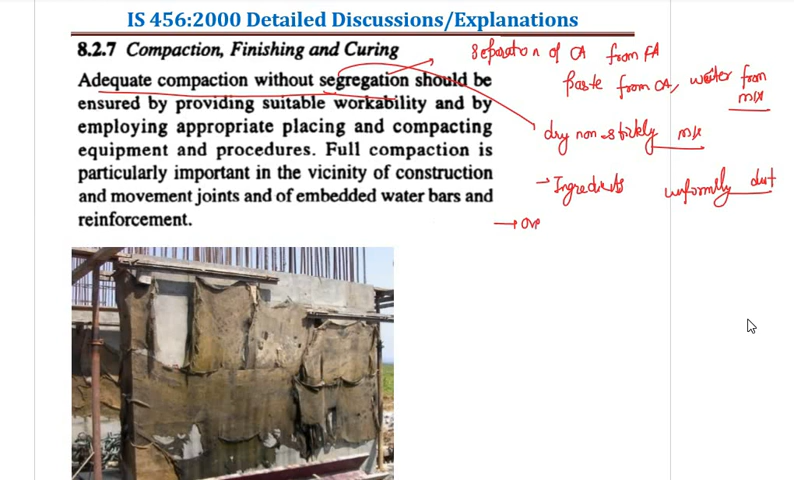 IS 456:2000 Detailed Discussions/Explanations
8.2.7 Compaction, Finishing and Curing
Adequate compaction without segregation should be
ensured by providing suitable workability and by
employing appropriate placing and compacting
equipment and procedures. Full compaction is
particularly important in the vicinity of construction
and movement joints and of embedded water bars and
reinforcement.
of CA from FA
Paste from CA, water from
mix
dry non stickly mix
→ Ingredients uniformly dist
→ ove